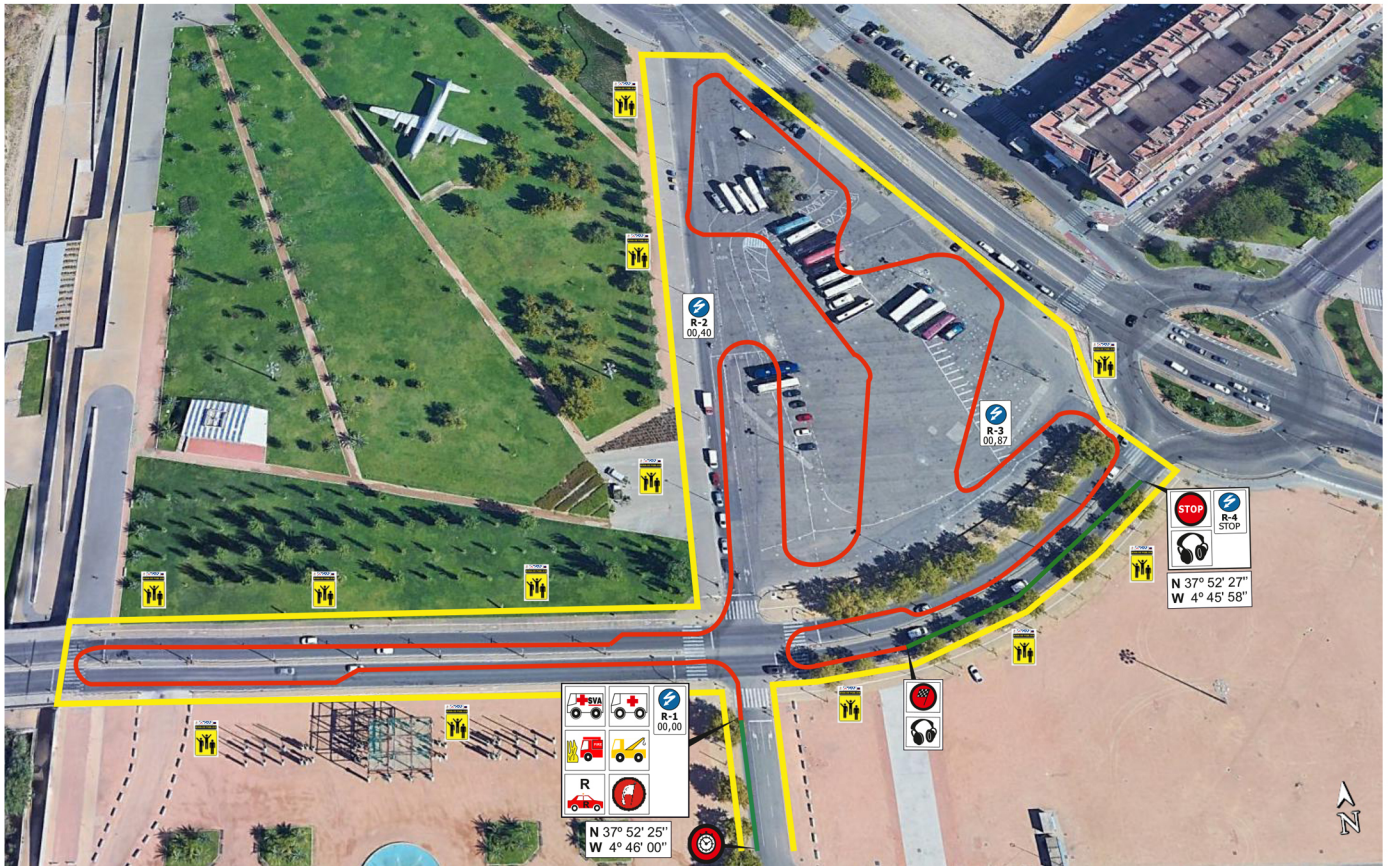 R-2
00,40
R-3
00,87
STOP
R-4
STOP
N 37º 52' 27"
W 4º 45' 58"
SVA
R-1
00,00
FIRE
R
R
N 37º 52' 25"
W 4º 46' 00"
N